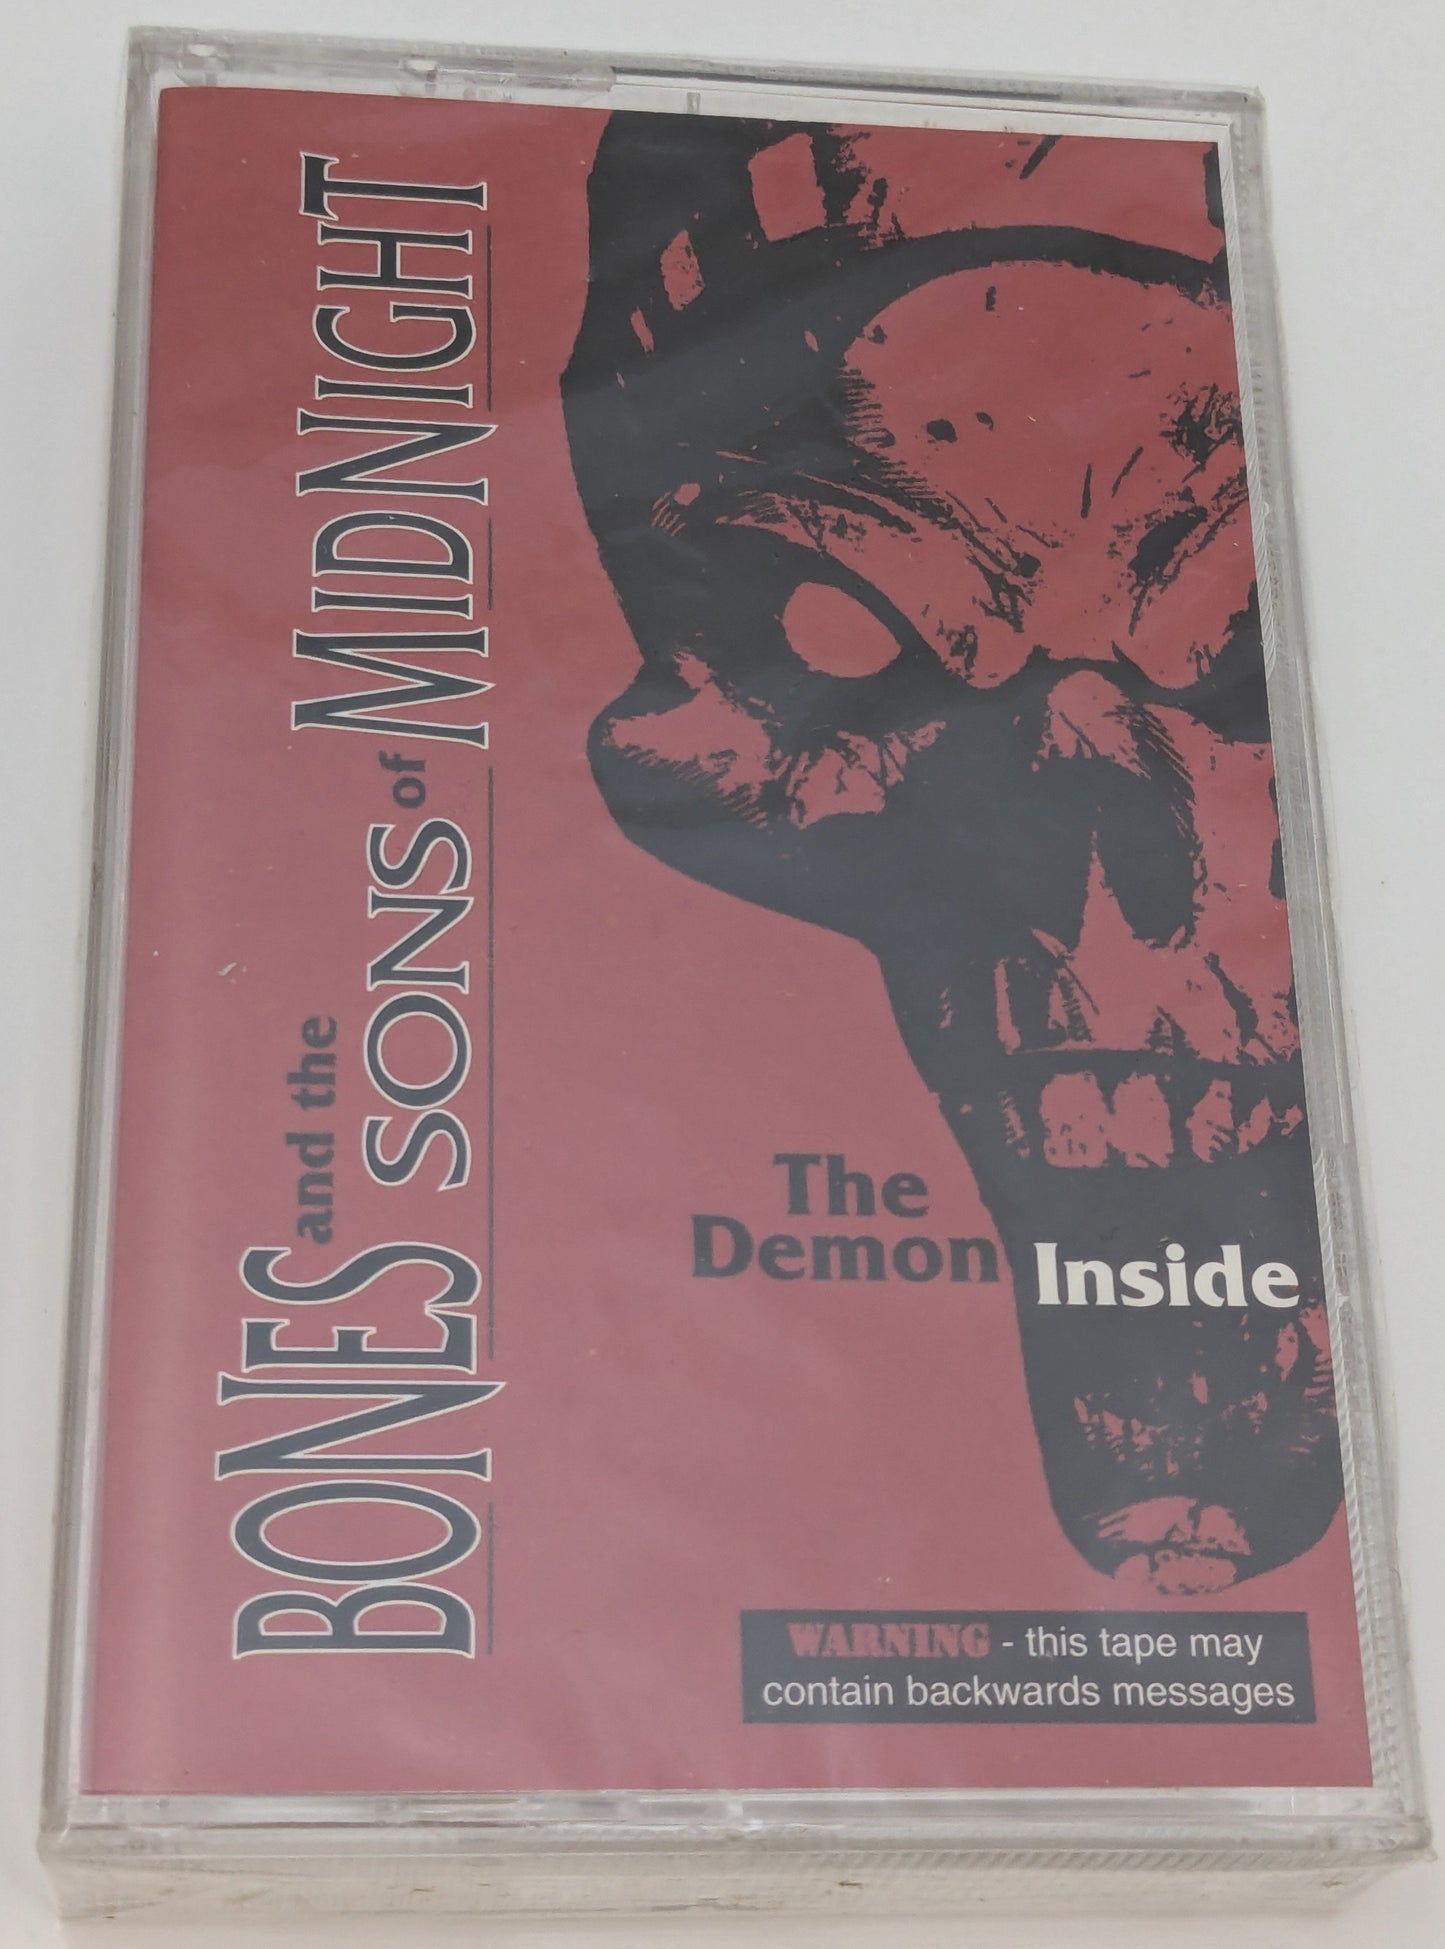 BONES and the
SONS of MIDNIGHT
The
Demon Inside
WARNING - this tape may
contain backwards messages